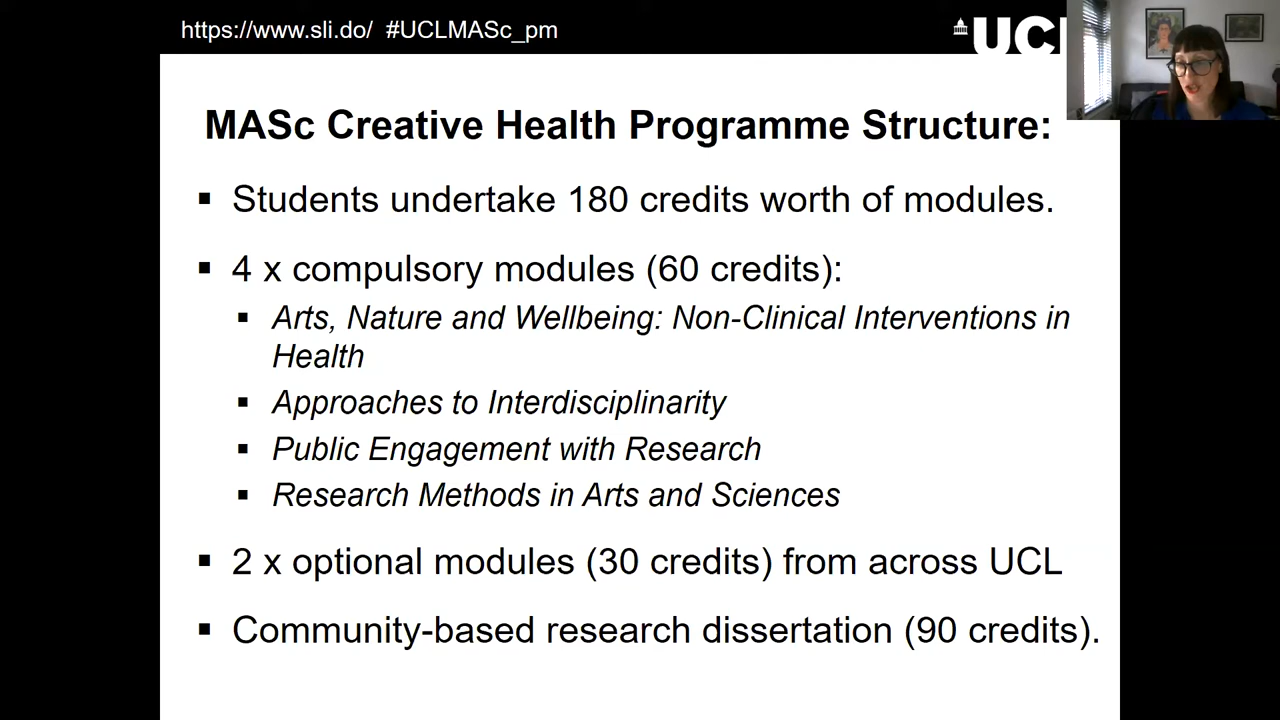 https://www.sli.do/ #UCLMASc_pm
UCL
MASc Creative Health Programme Structure:
▪ Students undertake 180 credits worth of modules.
▪ 4 x compulsory modules (60 credits):
▪ Arts, Nature and Wellbeing: Non-Clinical Interventions in
Health
▪ Approaches to Interdisciplinarity
▪ Public Engagement with Research
▪ Research Methods in Arts and Sciences
▪ 2 x optional modules (30 credits) from across UCL
▪ Community-based research dissertation (90 credits).